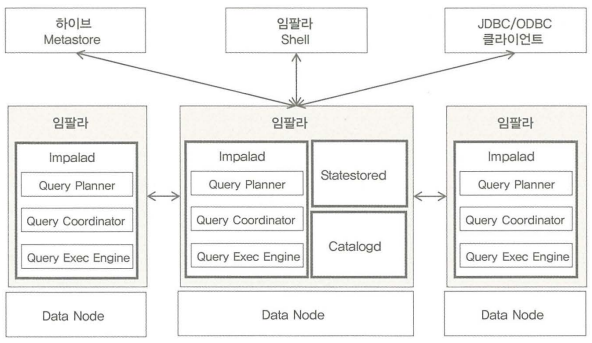 하이브
Metastore
임팔라
Shell
JDBC/ODBC
클라이언트
임팔라
Impalad
Query Planner
Query Coordinator
Query Exec Engine
Data Node
임팔라
Impalad
Query Planner
Query Coordinator
Query Exec Engine
Statestored
Catalogd
Data Node
임팔라
Impalad
Query Planner
Query Coordinator
Query Exec Engine
Data Node